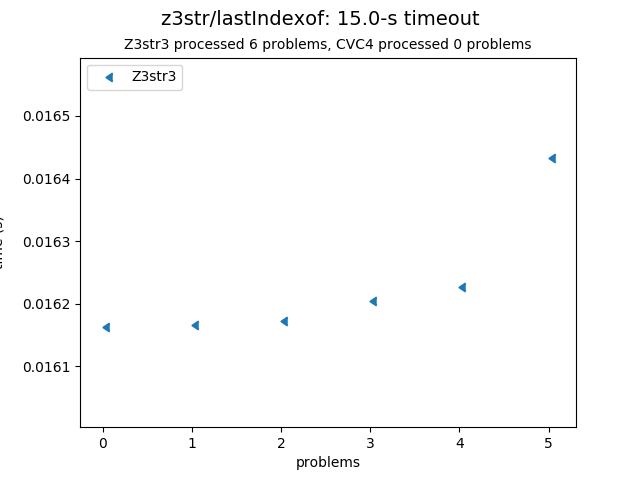 z3str/lastIndexof: 15.0-s timeout
Z3str3 processed 6 problems, CVC4 processed 0 problems
Z3str3
0.0165
0.0164
0.0163
0.0162
0.0161
0 1 2 3 4 5
problems